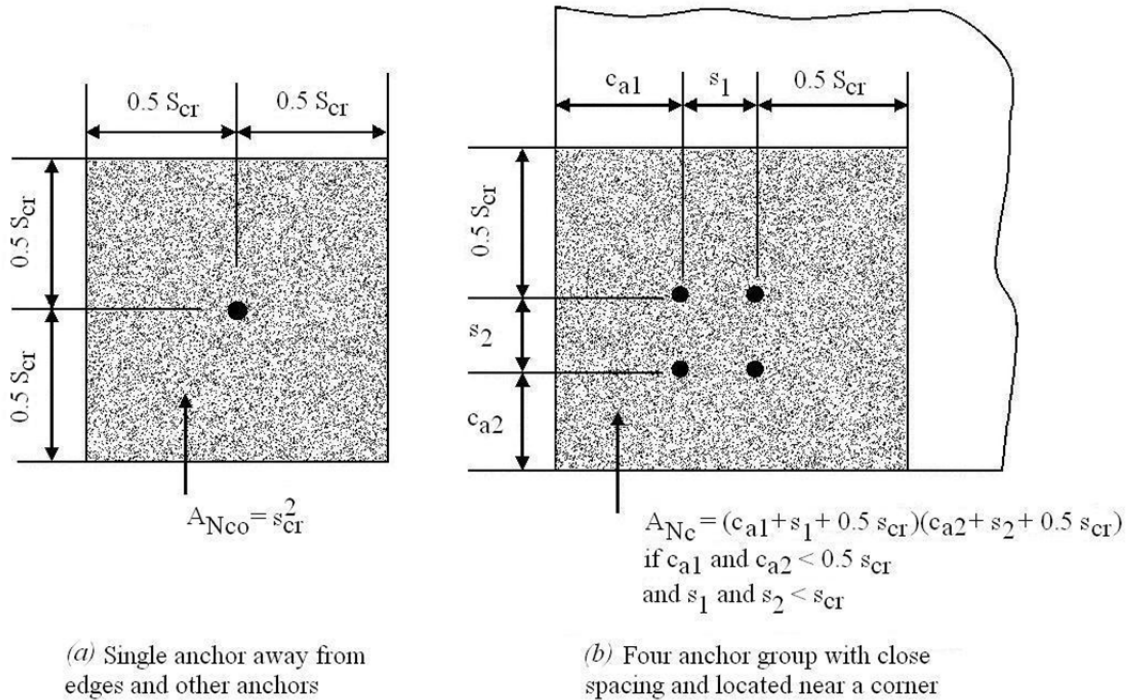 0.5 Scr
0.5 Scr
0.5 Scr
0.5 Scr
A_Nco = s²cr
(a) Single anchor away from
edges and other anchors
ca1
s1
0.5 Scr
0.5 Scr
s2
ca2
A_Nc = (ca1 + s1 + 0.5 scr)(ca2 + s2 + 0.5 scr)
if ca1 and ca2 < 0.5 scr
and s1 and s2 < scr
(b) Four anchor group with close
spacing and located near a corner